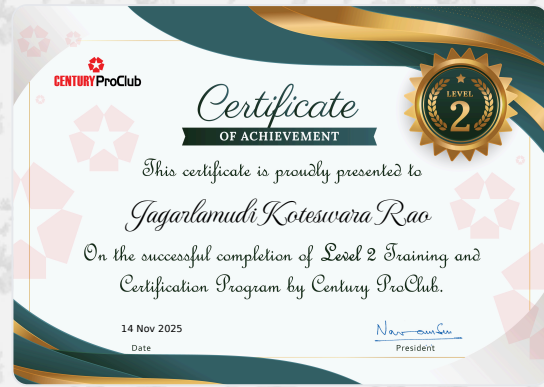 CENTURY ProClub
Certificate
OF ACHIEVEMENT
LEVEL
2
This certificate is proudly presented to
Jagarlamudi Koteswara Rao
On the successful completion of Level 2 Training and
Certification Program by Century ProClub.
14 Nov 2025
Date
President